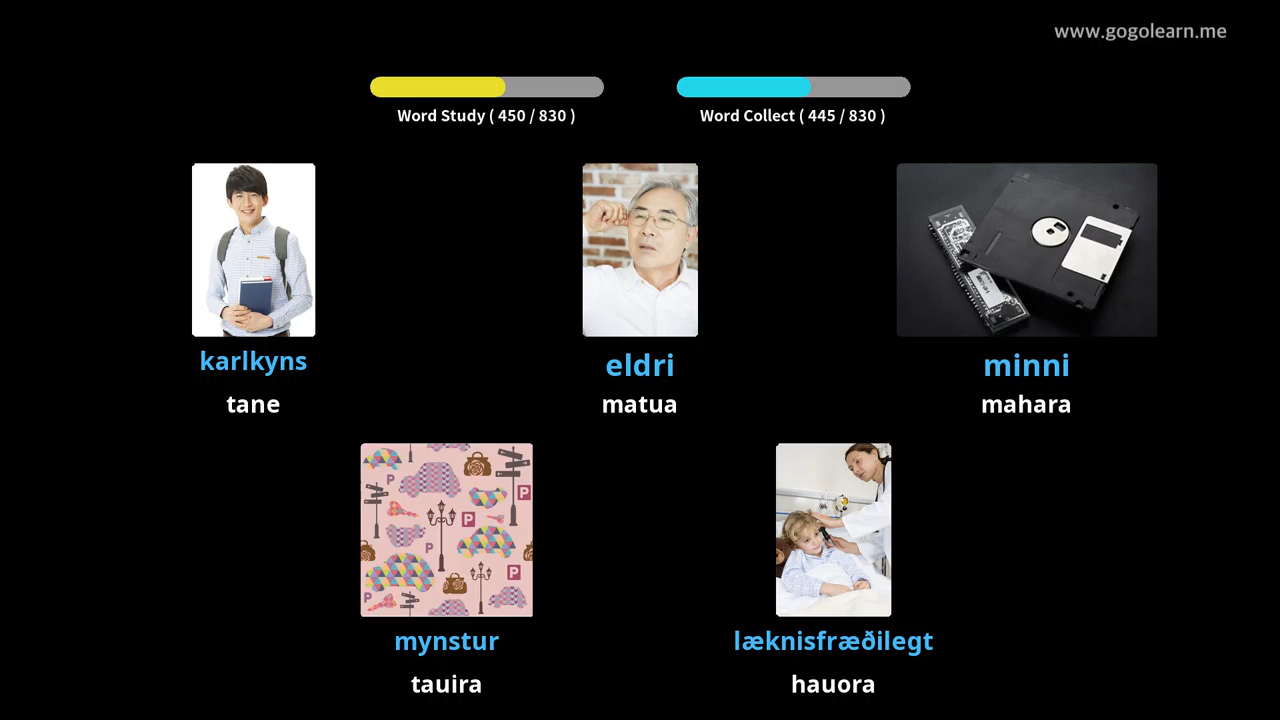 www.gogolearn.me
Word Study ( 450 / 830 )
Word Collect ( 445 / 830 )
karlkyns
tane
eldri
matua
minni
mahara
P
P
P
P
P
P
mynstur
tauira
læknisfræðilegt
hauora